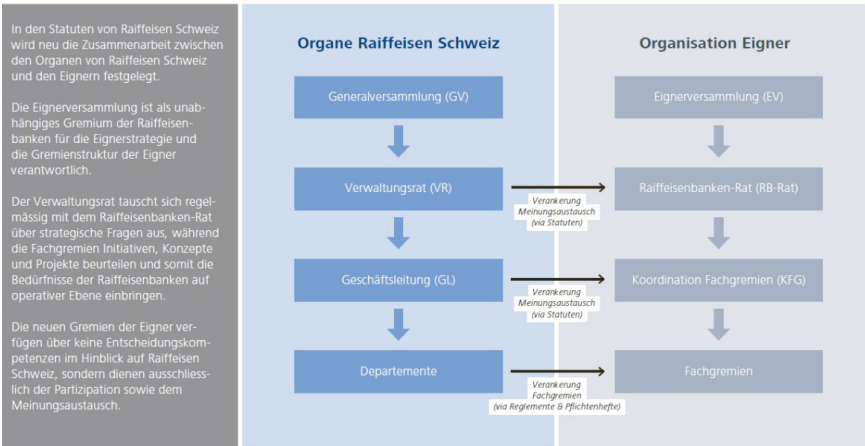 In den Statuten von Raiffeisen Schweiz
wird neu die Zusammenarbeit zwischen
den Organen von Raiffeisen Schweiz
und den Eignern festgelegt.
Die Eignerversammlung ist als unab-
hängiges Gremium der Raiffeisen-
banken für die Eignerstrategie und
die Gremienstruktur der Eigner
verantwortlich.
Der Verwaltungsrat tauscht sich regel-
mässig mit dem Raiffeisenbanken-Rat
über strategische Fragen aus, während
die Fachgremien Initiativen, Konzepte
und Projekte beurteilen und somit die
Bedürfnisse der Raiffeisenbanken auf
operativer Ebene einbringen.
Die neuen Gremien der Eigner ver-
fügen über keine Entscheidungskom-
petenzen im Hinblick auf Raiffeisen
Schweiz, sondern dienen ausschliess-
lich der Partizipation sowie dem
Meinungsaustausch.
Organe Raiffeisen Schweiz
Generalversammlung (GV)
Verwaltungsrat (VR)
Geschäftsleitung (GL)
Departemente
Verankerung
Meinungsaustausch
(via Statuten)
Verankerung
Meinungsaustausch
(via Statuten)
Verankerung
Fachgremien
(via Reglemente & Pflichtenhefte)
Organisation Eigner
Eignerversammlung (EV)
Raiffeisenbanken-Rat (RB-Rat)
Koordination Fachgremien (KFG)
Fachgremien